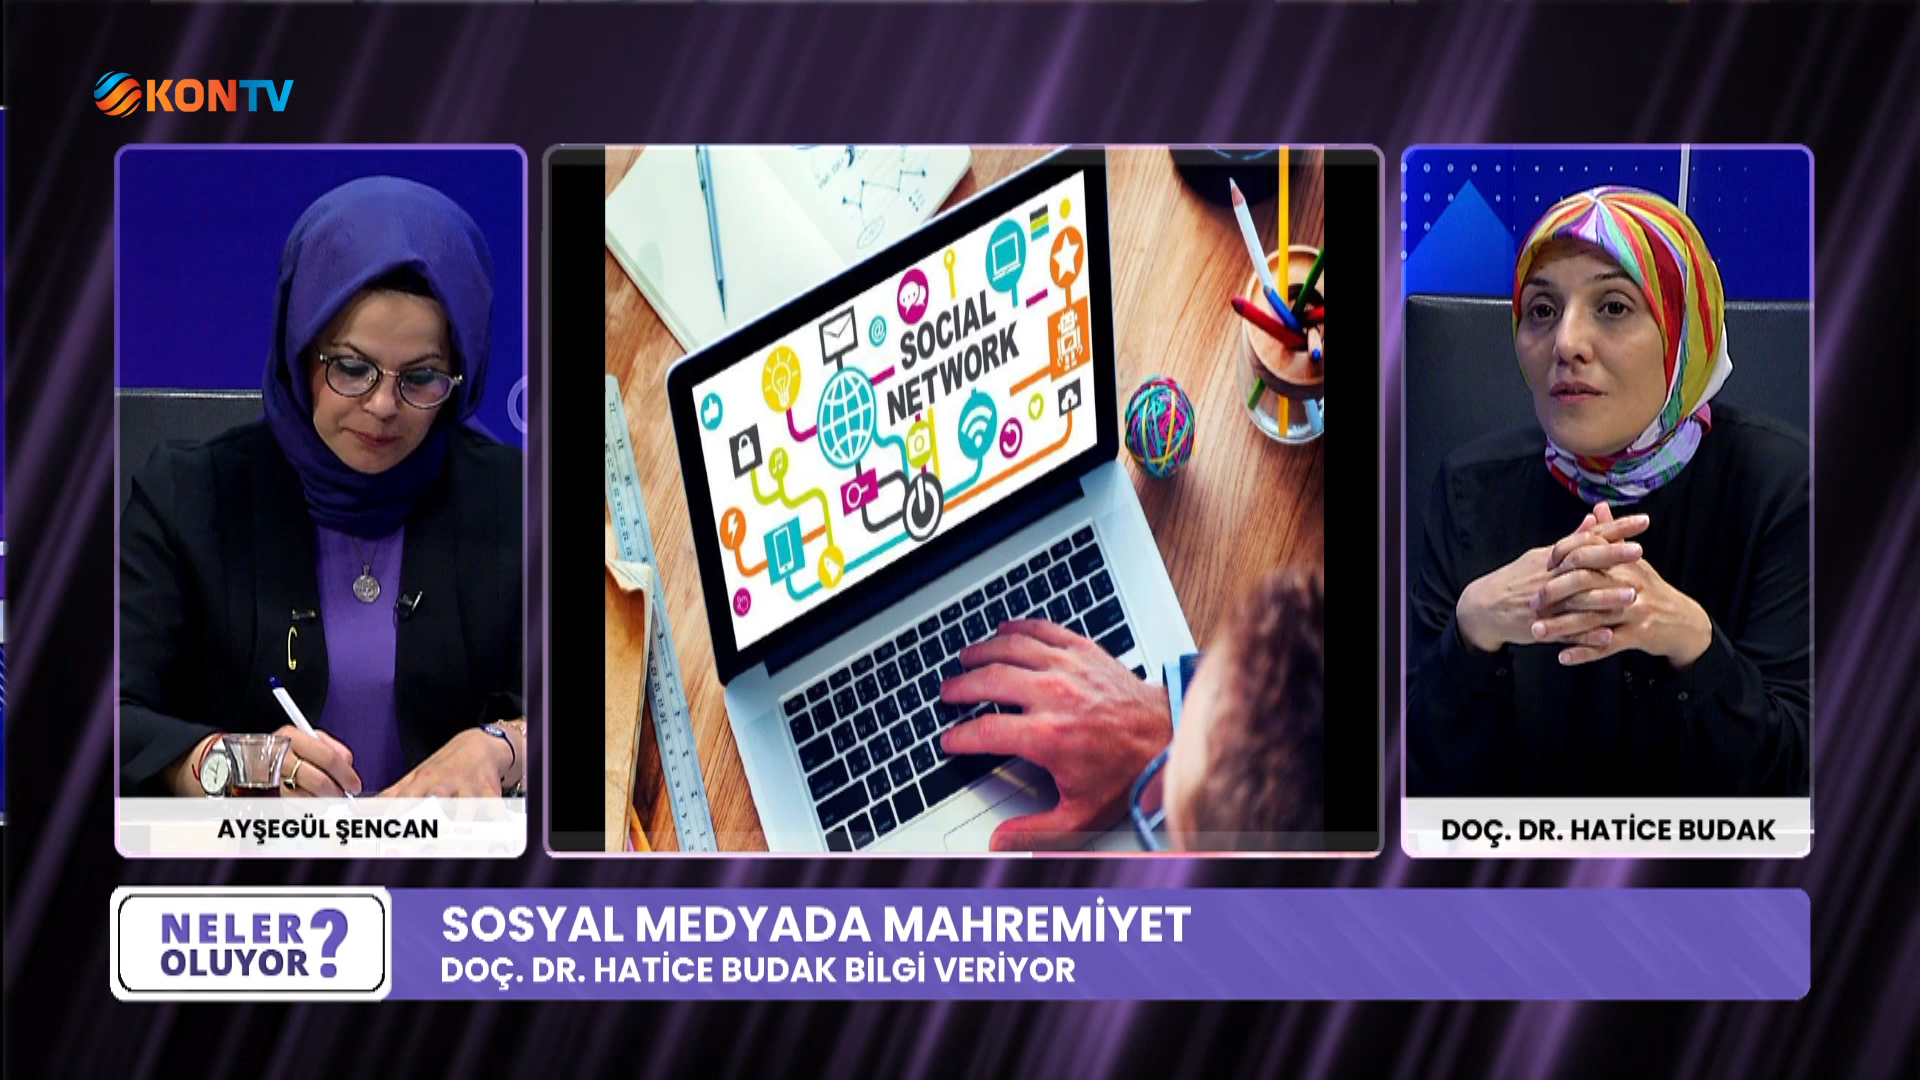 KONTV
SOCIAL
NETWORK
AYŞEGÜL ŞENCAN
DOÇ. DR. HATİCE BUDAK
NELER
OLUYOR?
SOSYAL MEDYADA MAHREMİYET
DOÇ. DR. HATİCE BUDAK BİLGİ VERİYOR